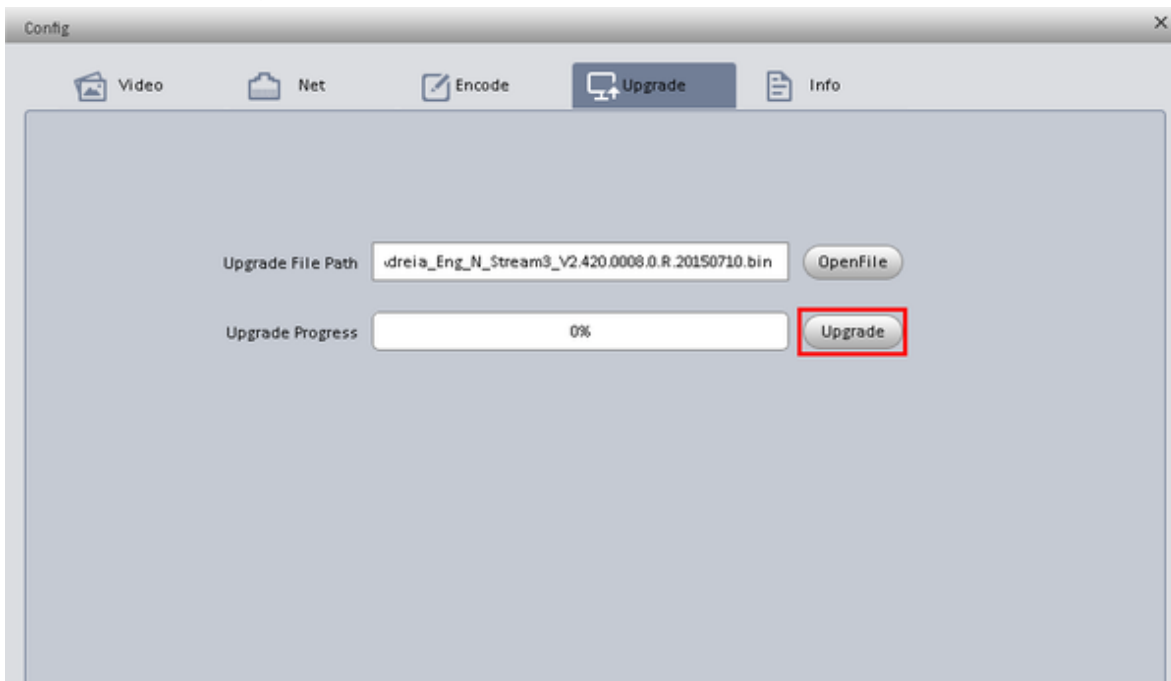 Config
Video Net Encode Upgrade Info
Upgrade File Path dreia_Eng_N_Stream3_V2.420.0008.0.R.20150710.bin OpenFile
Upgrade Progress 0% Upgrade